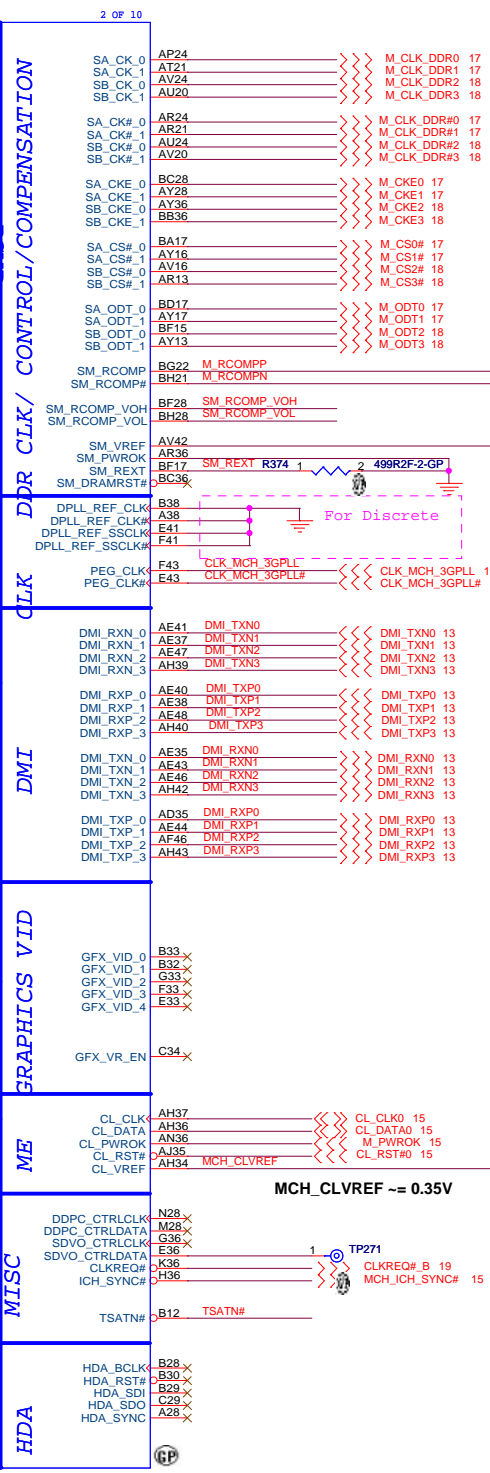 2 OF 10
DDR CLK/ CONTROL/COMPENSATION
SA_CK_0 AP24 M_CLK_DDR0 17
SA_CK_1 AT21 M_CLK_DDR1 17
SB_CK_0 AV24 M_CLK_DDR2 18
SB_CK_1 AU20 M_CLK_DDR3 18
SA_CK#_0 AR24 M_CLK_DDR#0 17
SA_CK#_1 AR21 M_CLK_DDR#1 17
SB_CK#_0 AU24 M_CLK_DDR#2 18
SB_CK#_1 AV20 M_CLK_DDR#3 18
SA_CKE_0 BC28 M_CKE0 17
SA_CKE_1 AY28 M_CKE1 17
SB_CKE_0 AY36 M_CKE2 18
SB_CKE_1 BB36 M_CKE3 18
SA_CS#_0 BA17 M_CS0# 17
SA_CS#_1 AY16 M_CS1# 17
SB_CS#_0 AV16 M_CS2# 18
SB_CS#_1 AR13 M_CS3# 18
SA_ODT_0 BD17 M_ODT0 17
SA_ODT_1 AY17 M_ODT1 17
SB_ODT_0 BF15 M_ODT2 18
SB_ODT_1 AY13 M_ODT3 18
SM_RCOMP BG22 M_RCOMPP
SM_RCOMP# BH21 M_RCOMPN
SM_RCOMP_VOH BF28 SM_RCOMP_VOH
SM_RCOMP_VOL BH28 SM_RCOMP_VOL
SM_VREF AV42
SM_PWROK AR36
SM_REXT BF17 SM_REXT R374 1 2 499R2F-2-GP
SM_DRAMRST# BC36
CLK
DPLL_REF_CLK B38
DPLL_REF_CLK# A38
DPLL_REF_SSCLK E41
DPLL_REF_SSCLK# F41
For Discrete
PEG_CLK F43 CLK_MCH_3GPLL CLK_MCH_3GPLL 1
PEG_CLK# E43 CLK_MCH_3GPLL# CLK_MCH_3GPLL#
DMI
DMI_RXN_0 AE41 DMI_TXN0 DMI_TXN0 13
DMI_RXN_1 AE37 DMI_TXN1 DMI_TXN1 13
DMI_RXN_2 AE47 DMI_TXN2 DMI_TXN2 13
DMI_RXN_3 AH39 DMI_TXN3 DMI_TXN3 13
DMI_RXP_0 AE40 DMI_TXP0 DMI_TXP0 13
DMI_RXP_1 AE38 DMI_TXP1 DMI_TXP1 13
DMI_RXP_2 AE48 DMI_TXP2 DMI_TXP2 13
DMI_RXP_3 AH40 DMI_TXP3 DMI_TXP3 13
DMI_TXN_0 AE35 DMI_RXN0 DMI_RXN0 13
DMI_TXN_1 AE43 DMI_RXN1 DMI_RXN1 13
DMI_TXN_2 AE46 DMI_RXN2 DMI_RXN2 13
DMI_TXN_3 AH42 DMI_RXN3 DMI_RXN3 13
DMI_TXP_0 AD35 DMI_RXP0 DMI_RXP0 13
DMI_TXP_1 AE44 DMI_RXP1 DMI_RXP1 13
DMI_TXP_2 AF46 DMI_RXP2 DMI_RXP2 13
DMI_TXP_3 AH43 DMI_RXP3 DMI_RXP3 13
GRAPHICS VID
GFX_VID_0 B33
GFX_VID_1 B32
GFX_VID_2 G33
GFX_VID_3 F33
GFX_VID_4 E33
GFX_VR_EN C34
ME
CL_CLK AH37 CL_CLK0 15
CL_DATA AH36 CL_DATA0 15
CL_PWROK AN36 M_PWROK 15
CL_RST# AJ35 CL_RST#0 15
CL_VREF AH34 MCH_CLVREF
MCH_CLVREF ~= 0.35V
MISC
DDPC_CTRLCLK N28
DDPC_CTRLDATA M28
SDVO_CTRLCLK G36
SDVO_CTRLDATA E36 1 TP271
CLKREQ# K36 CLKREQ#_B 19
ICH_SYNC# H36 MCH_ICH_SYNC# 15
TSATN# B12 TSATN#
HDA
HDA_BCLK B28
HDA_RST# B30
HDA_SDI B29
HDA_SDO C29
HDA_SYNC A28
GP